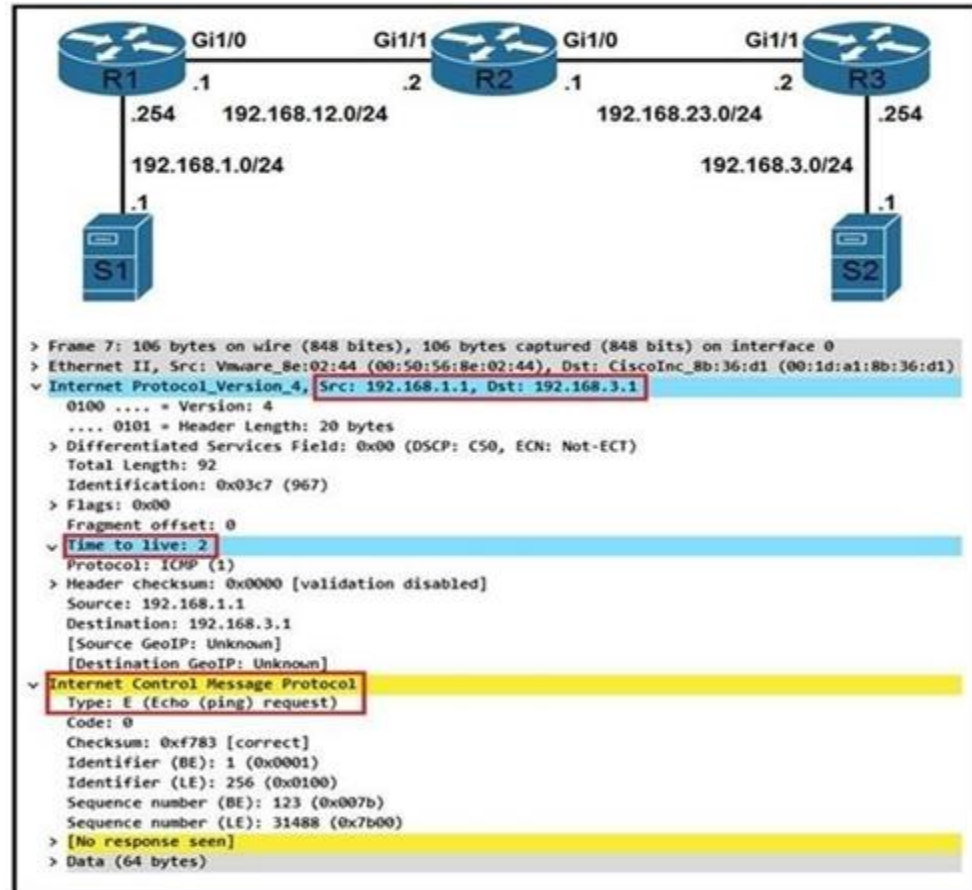 Gi1/0 Gi1/1 Gi1/0 Gi1/1
R1 R2 R3
.1 .2 .1 .2
.254 192.168.12.0/24 192.168.23.0/24 .254
192.168.1.0/24 192.168.3.0/24
.1 .1
S1 S2
> Frame 7: 106 bytes on wire (848 bites), 106 bytes captured (848 bits) on interface 0
> Ethernet II, Src: Vmware_8e:02:44 (00:50:56:8e:02:44), Dst: CiscoInc_8b:36:d1 (00:1d:a1:8b:36:d1)
v Internet Protocol_Version_4, Src: 192.168.1.1, Dst: 192.168.3.1
0100 .... = Version: 4
.... 0101 = Header Length: 20 bytes
> Differentiated Services Field: 0x00 (DSCP: C50, ECN: Not-ECT)
Total Length: 92
Identification: 0x03c7 (967)
> Flags: 0x00
Fragment offset: 0
v Time to live: 2
Protocol: ICMP (1)
> Header checksum: 0x0000 [validation disabled]
Source: 192.168.1.1
Destination: 192.168.3.1
[Source GeoIP: Unknown]
[Destination GeoIP: Unknown]
v Internet Control Message Protocol
Type: E (Echo (ping) request)
Code: 0
Checksum: 0xf783 [correct]
Identifier (BE): 1 (0x0001)
Identifier (LE): 256 (0x0100)
Sequence number (BE): 123 (0x007b)
Sequence number (LE): 31488 (0x7b00)
> [No response seen]
> Data (64 bytes)